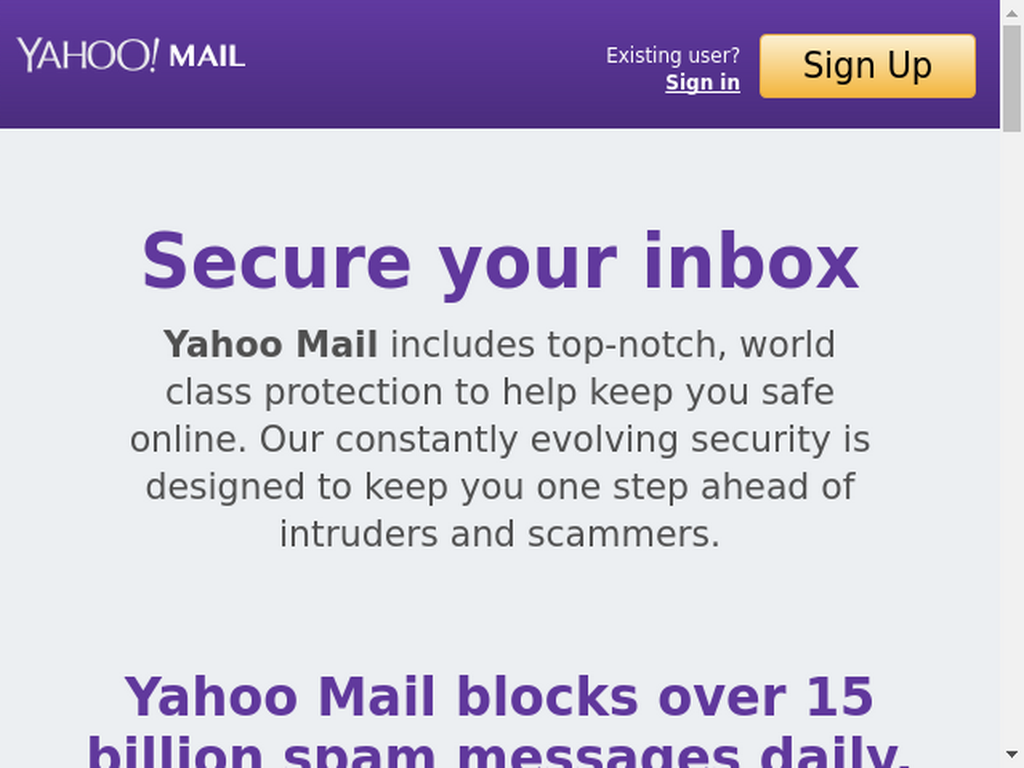 YAHOO! MAIL
Existing user?
Sign in
Sign Up
Secure your inbox
Yahoo Mail includes top-notch, world
class protection to help keep you safe
online. Our constantly evolving security is
designed to keep you one step ahead of
intruders and scammers.
Yahoo Mail blocks over 15
billion spam messages daily.